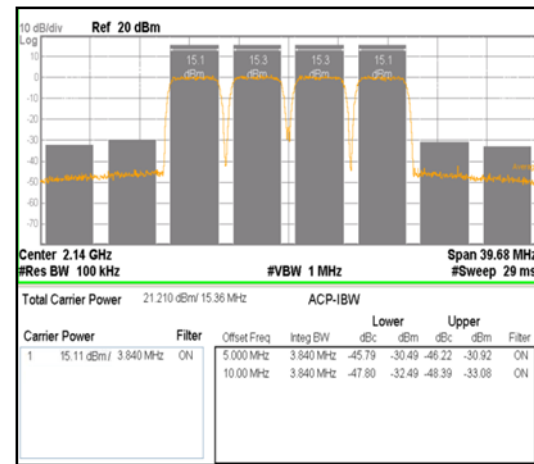 10 dB/div Ref 20 dBm
Log
10
0
-10
-20
-30
-40
-50
-60
-70
15.1 dBm
15.3 dBm
15.3 dBm
15.1 dBm
Center 2.14 GHz Span 39.68 MHz
#Res BW 100 kHz #VBW 1 MHz #Sweep 29 ms
Total Carrier Power 21.210 dBm/ 15.36 MHz ACP-IBW
Lower Upper
Carrier Power Filter Offset Freq Integ BW dBc dBm dBc dBm Filter
1 15.11 dBm / 3.840 MHz ON 5.000 MHz 3.840 MHz -45.79 -30.49 -46.22 -30.92 ON
10.00 MHz 3.840 MHz -47.80 -32.49 -48.39 -33.08 ON